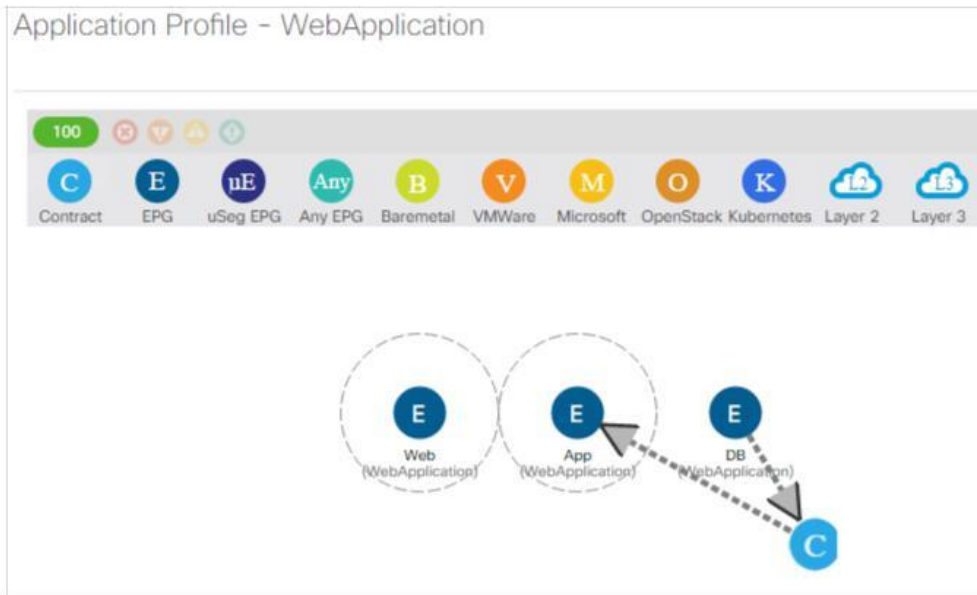 Application Profile - WebApplication
100
C E µE Any B V M O K L2 L3
Contract EPG uSeg EPG Any EPG Baremetal VMWare Microsoft OpenStack Kubernetes Layer 2 Layer 3
E E E
Web App DB
(WebApplication) (WebApplication) (WebApplication)
C